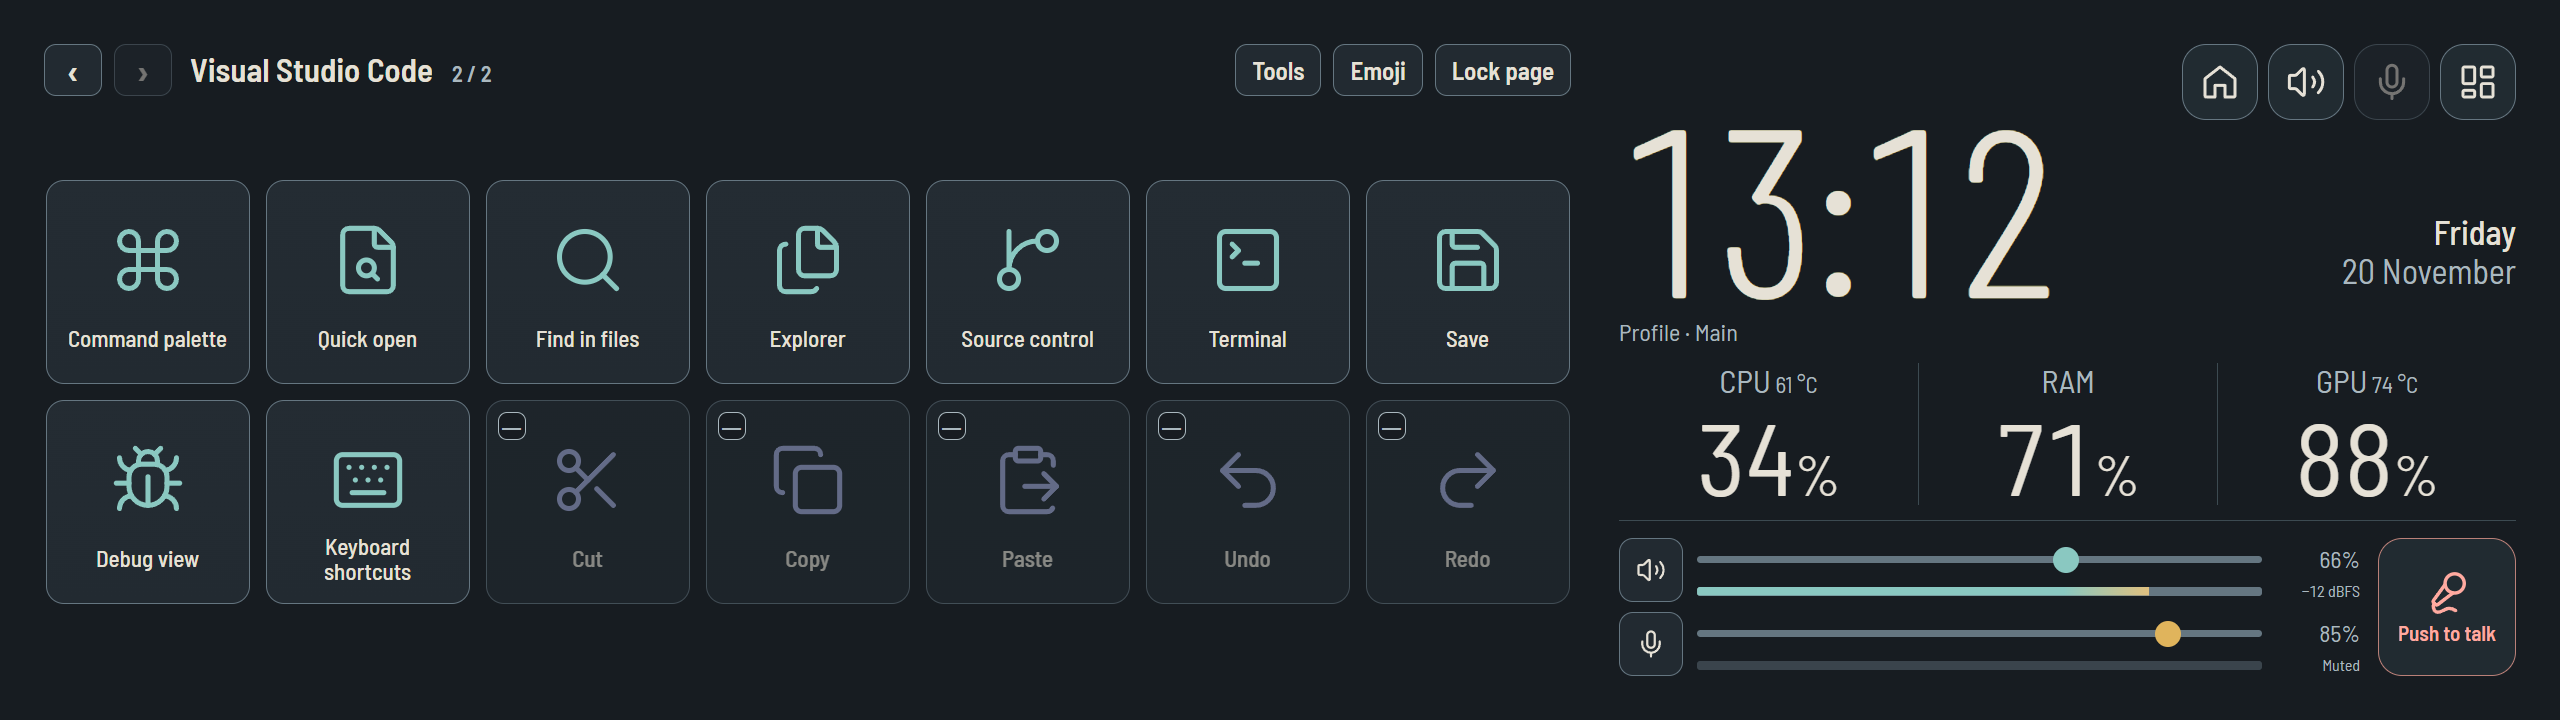 ‹ › Visual Studio Code 2 / 2
Tools Emoji Lock page
Command palette
Quick open
Find in files
Explorer
Source control
Terminal
Save
Debug view
Keyboard
shortcuts
Cut
Copy
Paste
Undo
Redo
13:12
Friday
20 November
Profile · Main
CPU 61 °C
34%
RAM
71%
GPU 74 °C
88%
66%
−12 dBFS
85%
Muted
Push to talk